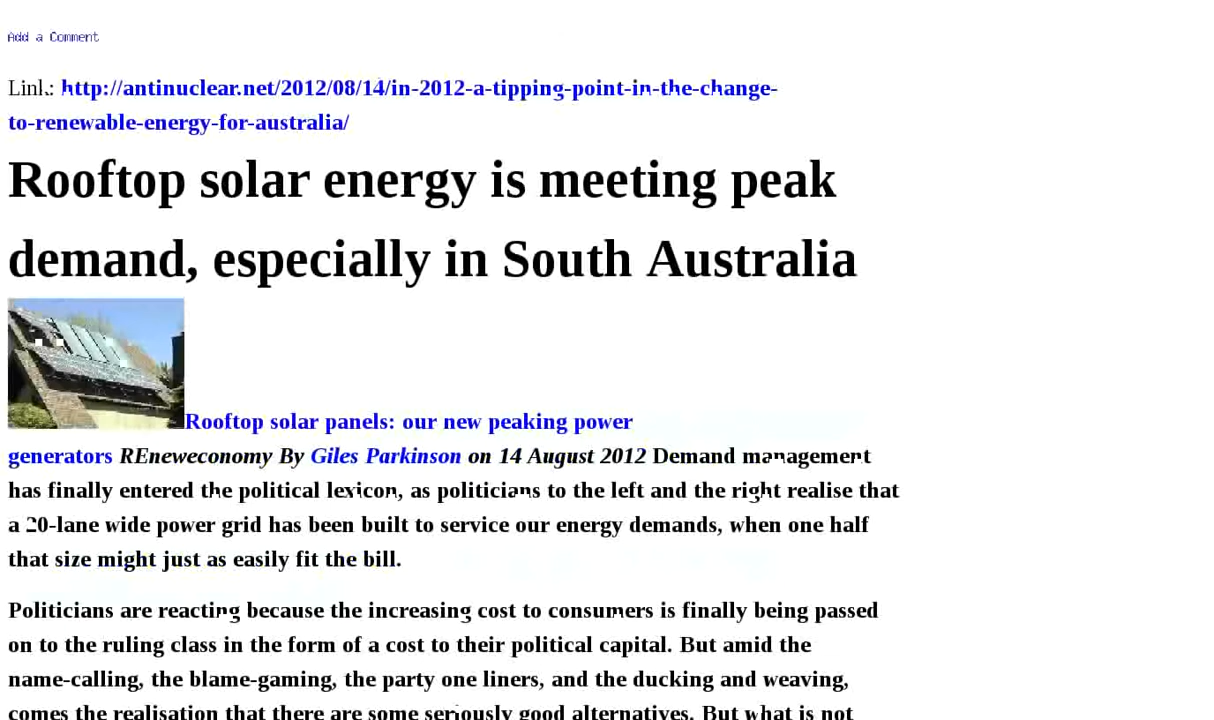 Add a Comment
Link: http://antinuclear.net/2012/08/14/in-2012-a-tipping-point-in-the-change-
to-renewable-energy-for-australia/
Rooftop solar energy is meeting peak
demand, especially in South Australia
Rooftop solar panels: our new peaking power
generators REneweconomy By Giles Parkinson on 14 August 2012 Demand management
has finally entered the political lexicon, as politicians to the left and the right realise that
a 20-lane wide power grid has been built to service our energy demands, when one half
that size might just as easily fit the bill.
Politicians are reacting because the increasing cost to consumers is finally being passed
on to the ruling class in the form of a cost to their political capital. But amid the
name-calling, the blame-gaming, the party one liners, and the ducking and weaving,
comes the realisation that there are some seriously good alternatives. But what is not